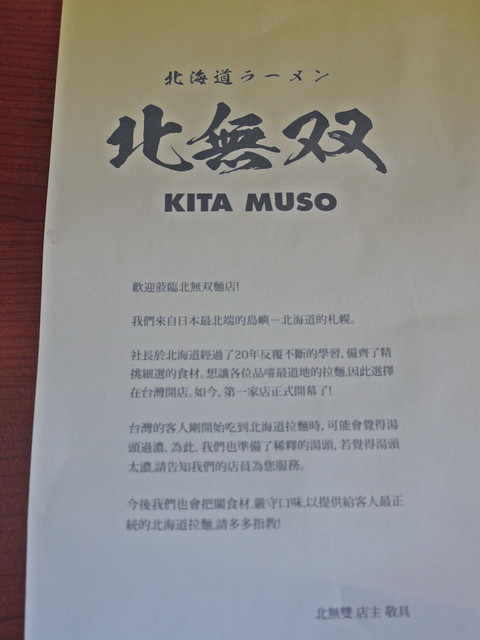 北海道ラーメン
北無双
KITA MUSO
歡迎蒞臨北無双麵店!
我們來自日本最北端的島嶼－北海道的札幌。
社長於北海道經過了20年反覆不斷的學習, 備齊了精
挑細選的食材。想讓各位品嚐最道地的拉麵,因此選擇
在台灣開店。如今, 第一家店正式開幕了!
台灣的客人剛開始吃到北海道拉麵時, 可能會覺得湯
頭過濃, 為此, 我們也準備了稀釋的湯頭, 若覺得湯頭
太濃,請告知我們的店員為您服務。
今後我們也會把關食材,嚴守口味,以提供給客人最正
統的北海道拉麵,請多多指教!
北無雙 店主 敬具